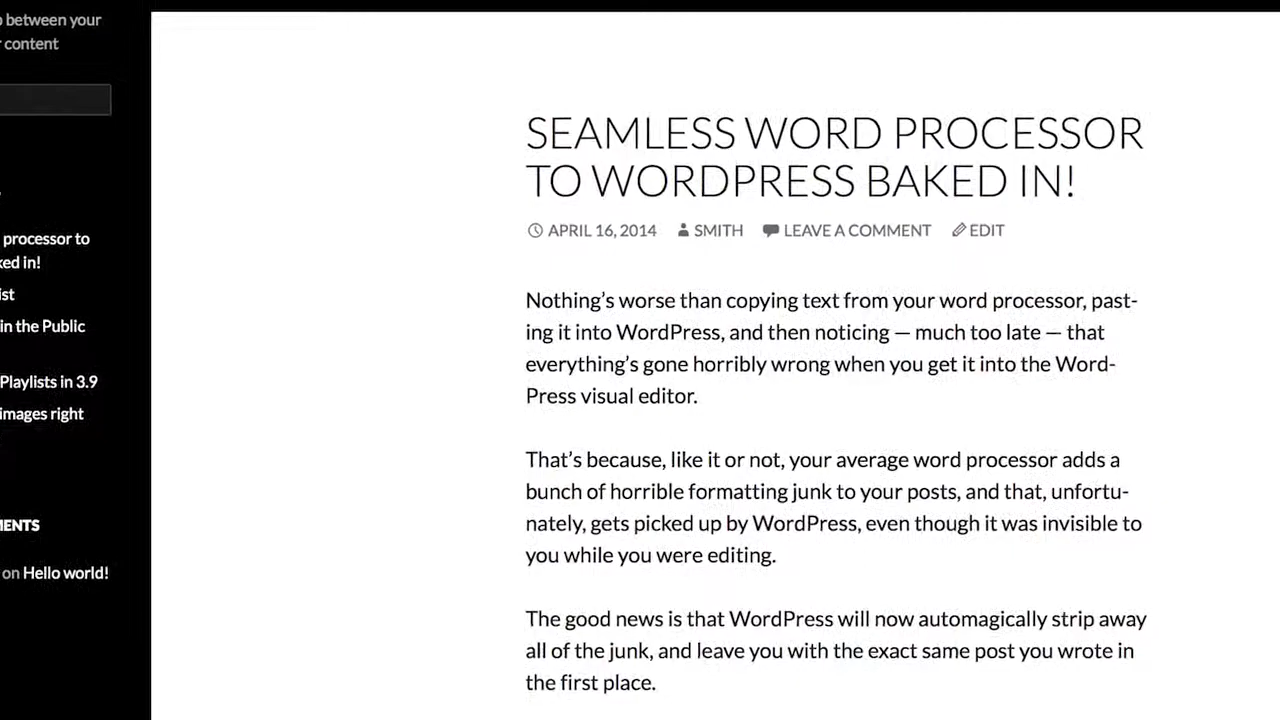 between your
content
processor to
ked in!
ist
in the Public
Playlists in 3.9
images right
MENTS
on Hello world!
SEAMLESS WORD PROCESSOR
TO WORDPRESS BAKED IN!
APRIL 16, 2014 SMITH LEAVE A COMMENT EDIT
Nothing's worse than copying text from your word processor, past-
ing it into WordPress, and then noticing — much too late — that
everything's gone horribly wrong when you get it into the Word-
Press visual editor.
That's because, like it or not, your average word processor adds a
bunch of horrible formatting junk to your posts, and that, unfortu-
nately, gets picked up by WordPress, even though it was invisible to
you while you were editing.
The good news is that WordPress will now automagically strip away
all of the junk, and leave you with the exact same post you wrote in
the first place.